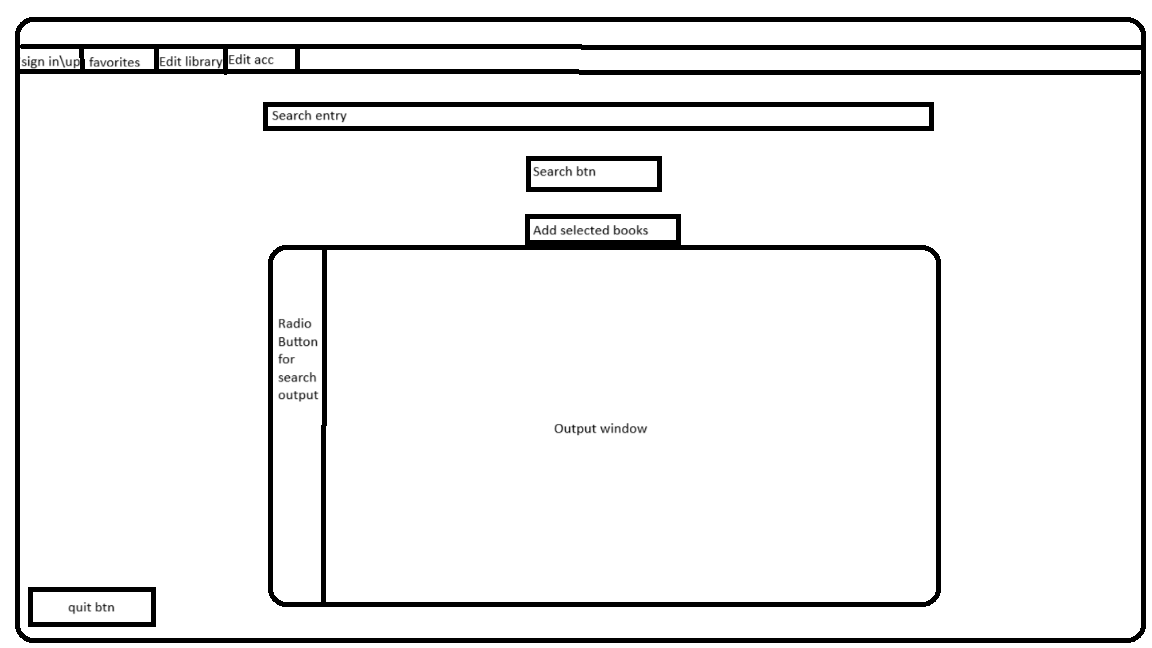 sign in\up favorites Edit library Edit acc
Search entry
Search btn
Add selected books
Radio
Button
for
search
output
Output window
quit btn